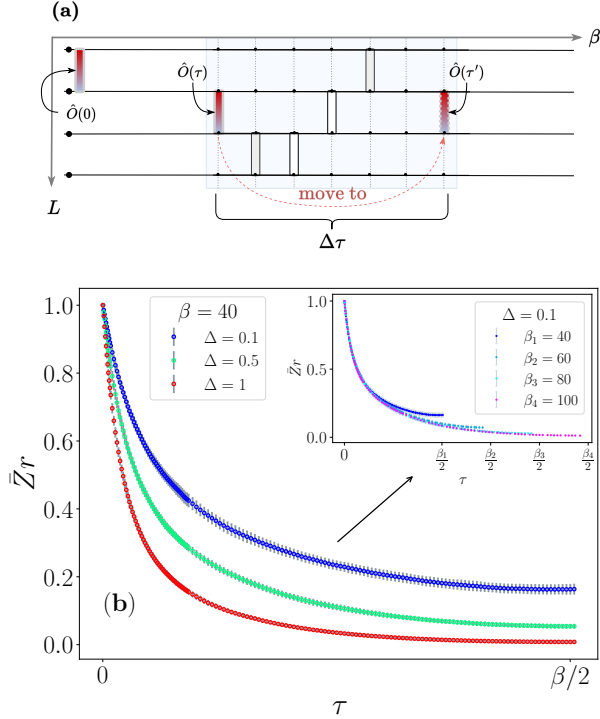 (a)
β
Ô(τ)
Ô(τ′)
Ô(0)
L
move to
Δτ
1.0
0.8
0.6
0.4
0.2
0.0
Z̄r
β = 40
Δ = 0.1
Δ = 0.5
Δ = 1
(b)
0
β/2
τ
1.0
0.5
0.0
Z̄r
Δ = 0.1
β₁ = 40
β₂ = 60
β₃ = 80
β₄ = 100
0
β₁/2
β₂/2
β₃/2
β₄/2
τ